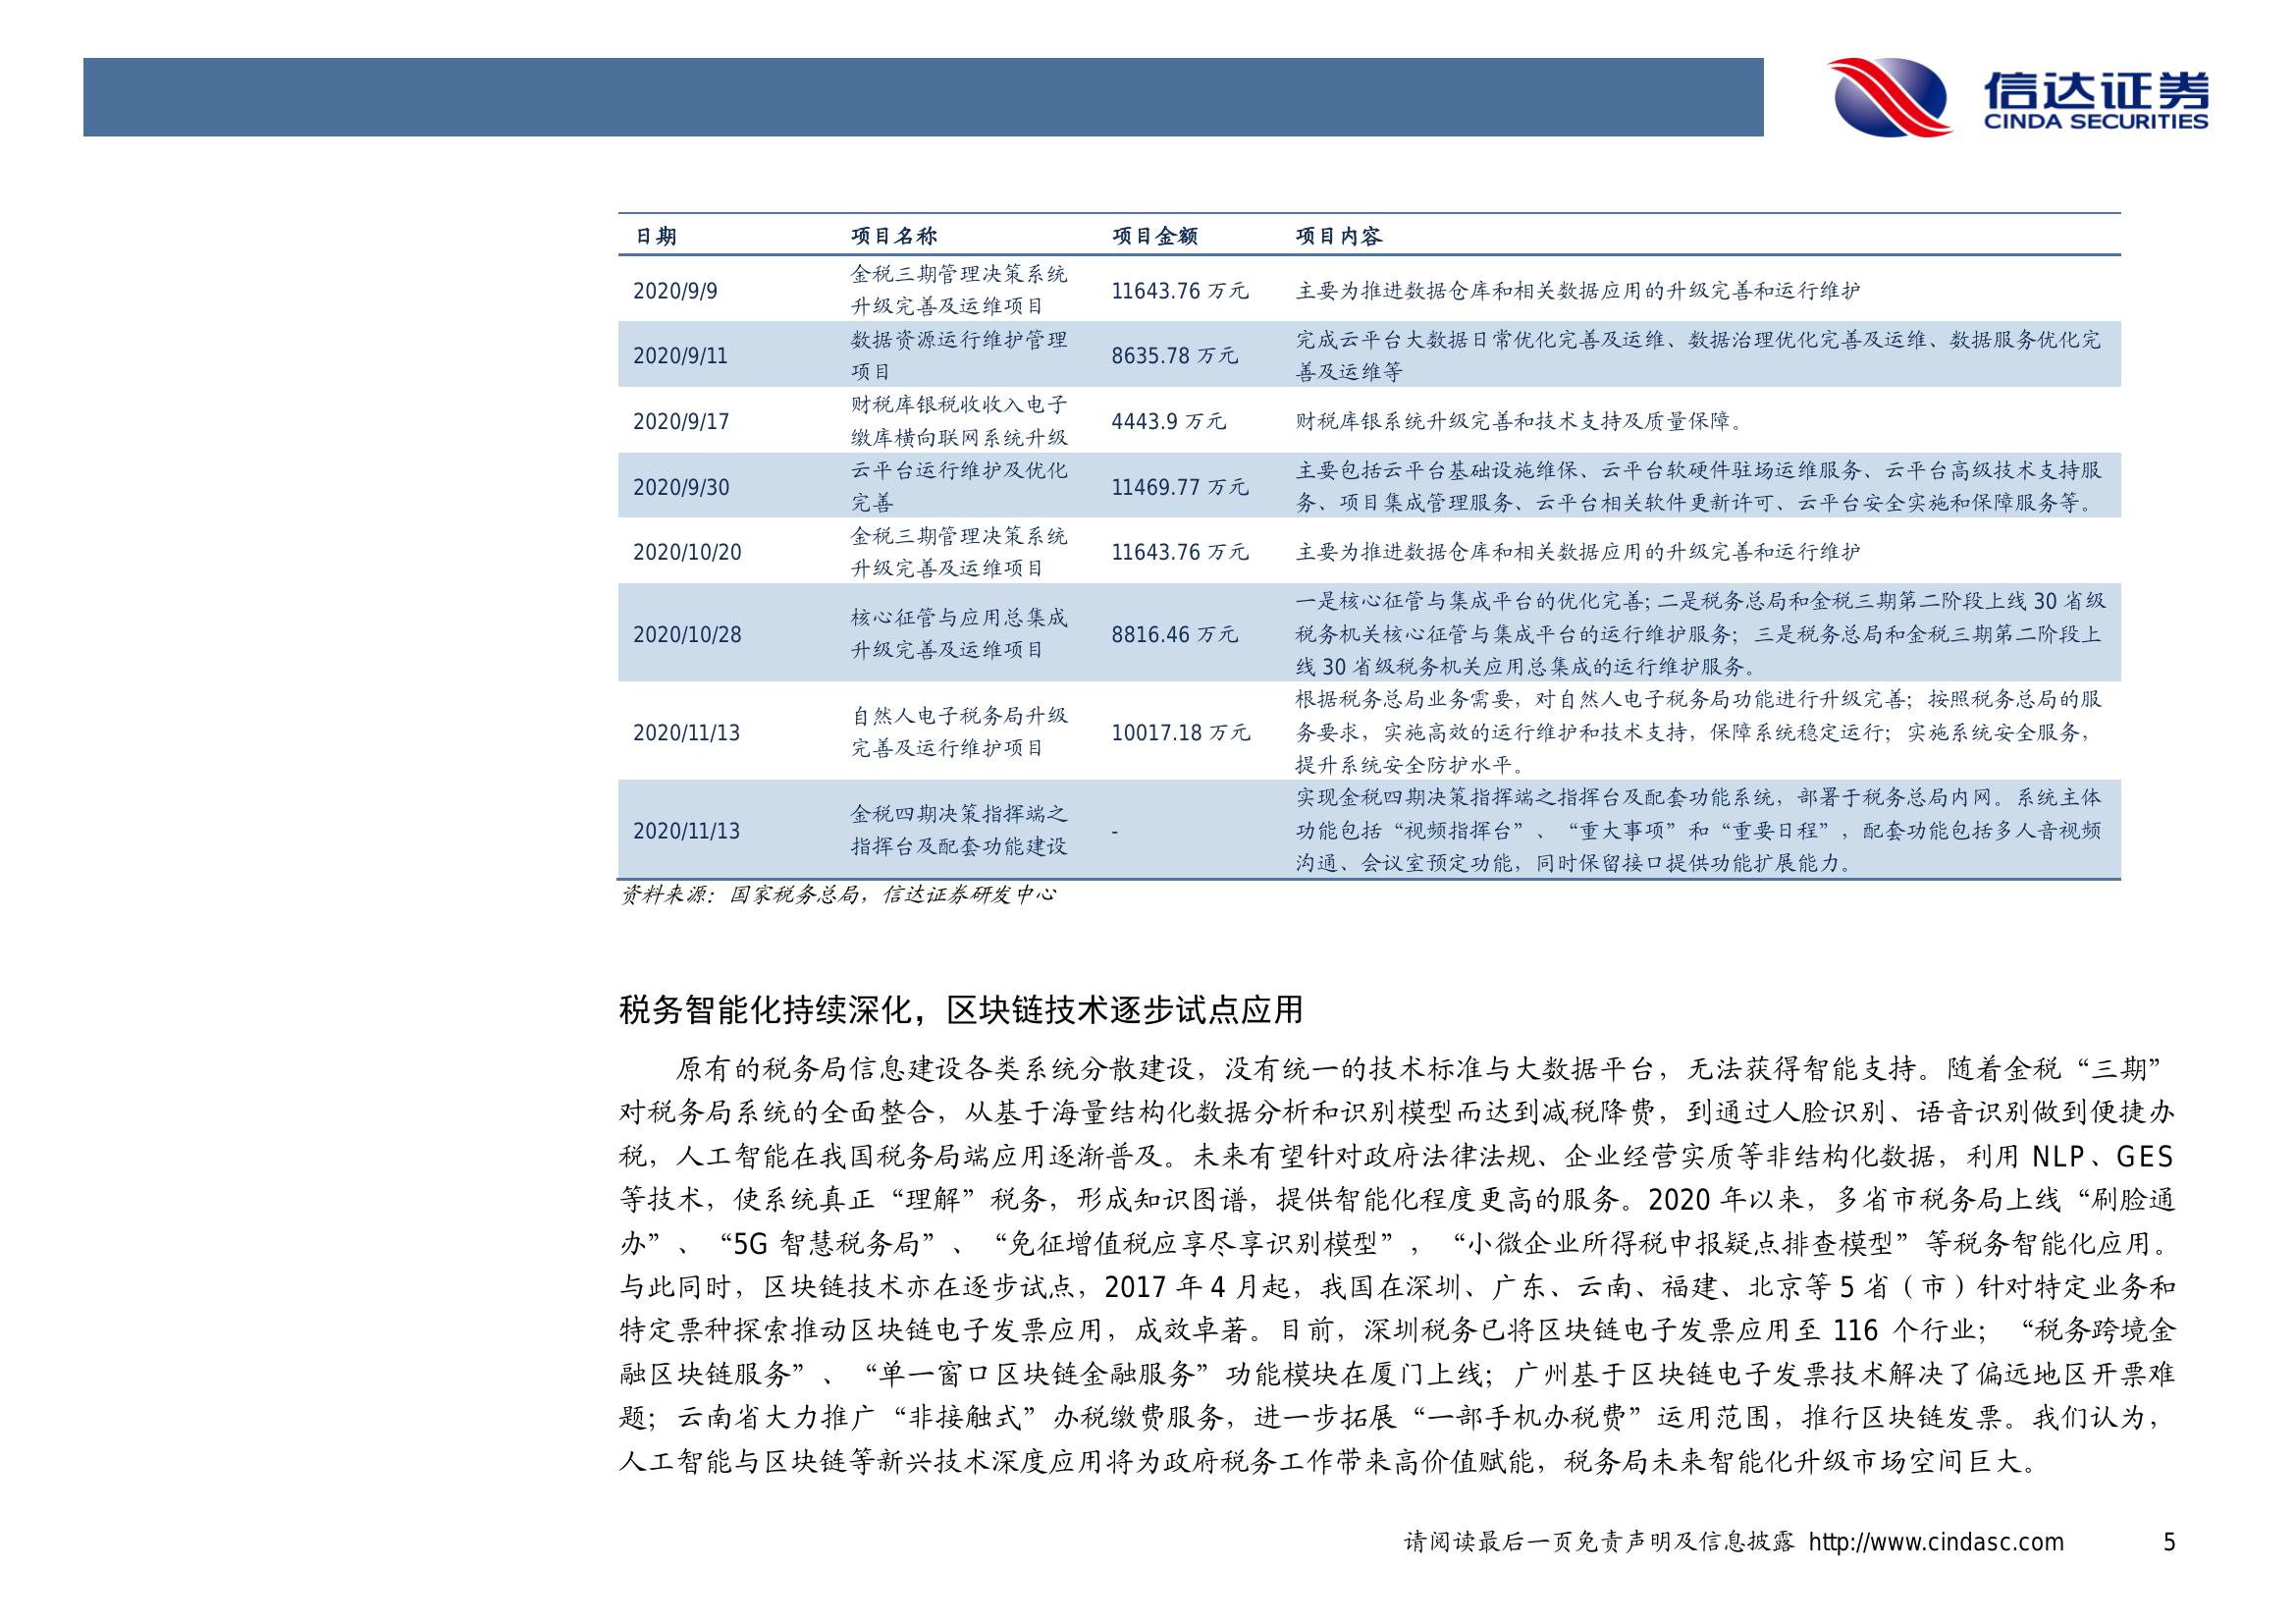 信达证券
CINDA SECURITIES
日期 项目名称 项目金额 项目内容
2020/9/9 金税三期管理决策系统 11643.76 万元 主要为推进数据仓库和相关数据应用的升级完善和运行维护
升级完善及运维项目
2020/9/11 数据资源运行维护管理 8635.78 万元 完成云平台大数据日常优化完善及运维、数据治理优化完善及运维、数据服务优化完
项目 善及运维等
2020/9/17 财税库银税收收入电子 4443.9 万元 财税库银系统升级完善和技术支持及质量保障。
缴库横向联网系统升级
2020/9/30 云平台运行维护及优化 11469.77 万元 主要包括云平台基础设施维保、云平台软硬件驻场运维服务、云平台高级技术支持服
完善 务、项目集成管理服务、云平台相关软件更新许可、云平台安全实施和保障服务等。
2020/10/20 金税三期管理决策系统 11643.76 万元 主要为推进数据仓库和相关数据应用的升级完善和运行维护
升级完善及运维项目
一是核心征管与集成平台的优化完善；二是税务总局和金税三期第二阶段上线 30 省级
2020/10/28 核心征管与应用总集成 8816.46 万元 税务机关核心征管与集成平台的运行维护服务；三是税务总局和金税三期第二阶段上
升级完善及运维项目 线 30 省级税务机关应用总集成的运行维护服务。
根据税务总局业务需要，对自然人电子税务局功能进行升级完善；按照税务总局的服
2020/11/13 自然人电子税务局升级 10017.18 万元 务要求，实施高效的运行维护和技术支持，保障系统稳定运行；实施系统安全服务，
完善及运行维护项目 提升系统安全防护水平。
实现金税四期决策指挥端之指挥台及配套功能系统，部署于税务总局内网。系统主体
2020/11/13 金税四期决策指挥端之 - 功能包括“视频指挥台”、“重大事项”和“重要日程”，配套功能包括多人音视频
指挥台及配套功能建设 沟通、会议室预定功能，同时保留接口提供功能扩展能力。
资料来源：国家税务总局，信达证券研发中心
税务智能化持续深化，区块链技术逐步试点应用
原有的税务局信息建设各类系统分散建设，没有统一的技术标准与大数据平台，无法获得智能支持。随着金税“三期”
对税务局系统的全面整合，从基于海量结构化数据分析和识别模型而达到减税降费，到通过人脸识别、语音识别做到便捷办
税，人工智能在我国税务局端应用逐渐普及。未来有望针对政府法律法规、企业经营实质等非结构化数据，利用 NLP、GES
等技术，使系统真正“理解”税务，形成知识图谱，提供智能化程度更高的服务。2020 年以来，多省市税务局上线“刷脸通
办”、“5G 智慧税务局”、“免征增值税应享尽享识别模型”，“小微企业所得税申报疑点排查模型”等税务智能化应用。
与此同时，区块链技术亦在逐步试点，2017 年 4 月起，我国在深圳、广东、云南、福建、北京等 5 省（市）针对特定业务和
特定票种探索推动区块链电子发票应用，成效卓著。目前，深圳税务已将区块链电子发票应用至 116 个行业；“税务跨境金
融区块链服务”、“单一窗口区块链金融服务”功能模块在厦门上线；广州基于区块链电子发票技术解决了偏远地区开票难
题；云南省大力推广“非接触式”办税缴费服务，进一步拓展“一部手机办税费”运用范围，推行区块链发票。我们认为，
人工智能与区块链等新兴技术深度应用将为政府税务工作带来高价值赋能，税务局未来智能化升级市场空间巨大。
请阅读最后一页免责声明及信息披露 http://www.cindasc.com 5